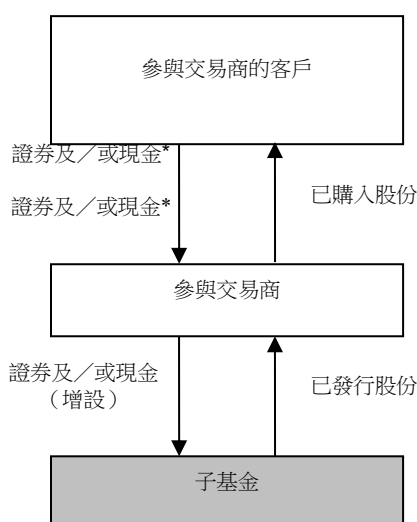 參與交易商的客戶
證券及／或現金*
證券及／或現金*
已購入股份
參與交易商
證券及／或現金
（增設）
已發行股份
子基金